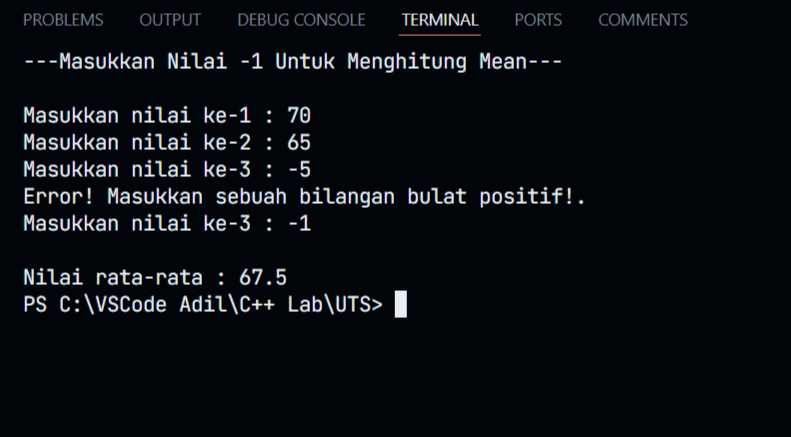 PROBLEMS OUTPUT DEBUG CONSOLE TERMINAL PORTS COMMENTS
---Masukkan Nilai -1 Untuk Menghitung Mean---
Masukkan nilai ke-1 : 70
Masukkan nilai ke-2 : 65
Masukkan nilai ke-3 : -5
Error! Masukkan sebuah bilangan bulat positif!.
Masukkan nilai ke-3 : -1
Nilai rata-rata : 67.5
PS C:\VSCode Adil\C++ Lab\UTS>